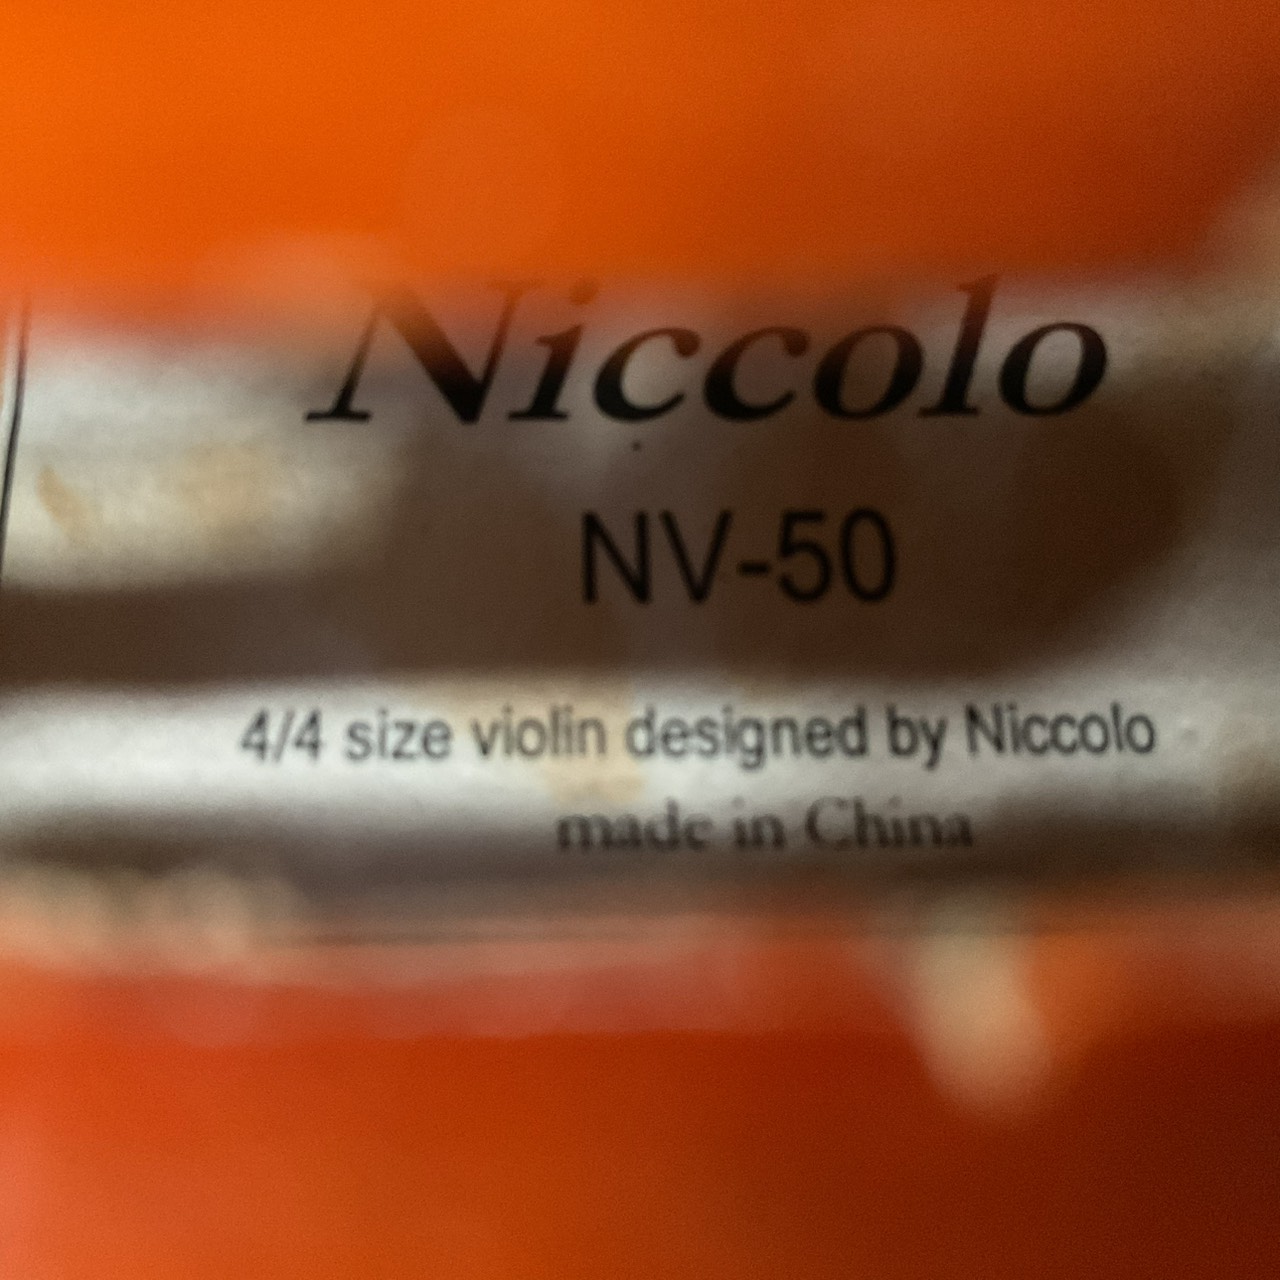 Niccolo
NV-50
4/4 size violin designed by Niccolo
made in China